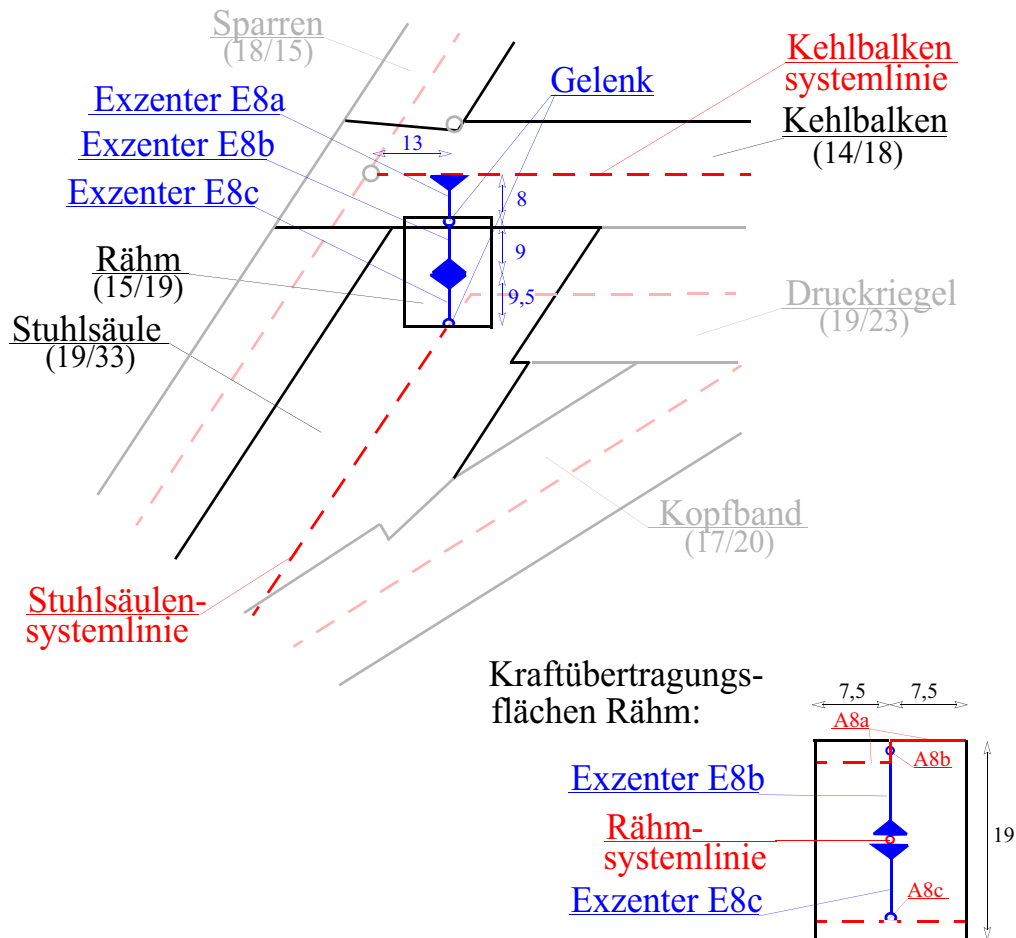 Sparren
(18/15)
Kehlbalken
systemlinie
Exzenter E8a
Gelenk
Kehlbalken
(14/18)
Exzenter E8b
13
Exzenter E8c
8
Rähm
(15/19)
9
9,5
Druckriegel
(19/23)
Stuhlsäule
(19/33)
Kopfband
(17/20)
Stuhlsäulen-
systemlinie
Kraftübertragungs-
flächen Rähm:
7,5
7,5
A8a
A8b
Exzenter E8b
Rähm-
systemlinie
19
A8c
Exzenter E8c